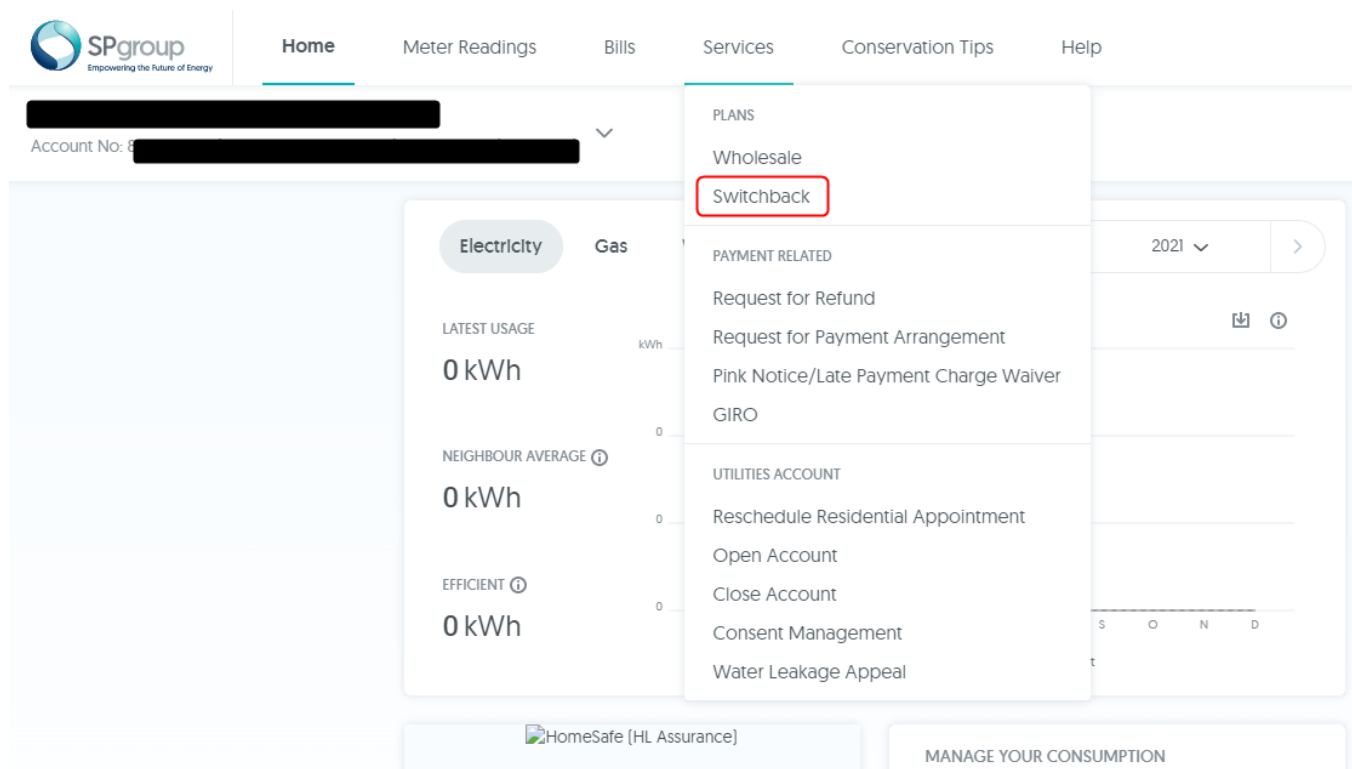 SPgroup
Empowering the Future of Energy
Home
Meter Readings
Bills
Services
Conservation Tips
Help
Account No: 8
PLANS
Wholesale
Switchback
PAYMENT RELATED
Request for Refund
Request for Payment Arrangement
Pink Notice/Late Payment Charge Waiver
GIRO
UTILITIES ACCOUNT
Reschedule Residential Appointment
Open Account
Close Account
Consent Management
Water Leakage Appeal
Electricity
Gas
2021
LATEST USAGE
0 kWh
NEIGHBOUR AVERAGE
0 kWh
EFFICIENT
0 kWh
kWh
0
0
0
S O N D
HomeSafe (HL Assurance)
MANAGE YOUR CONSUMPTION